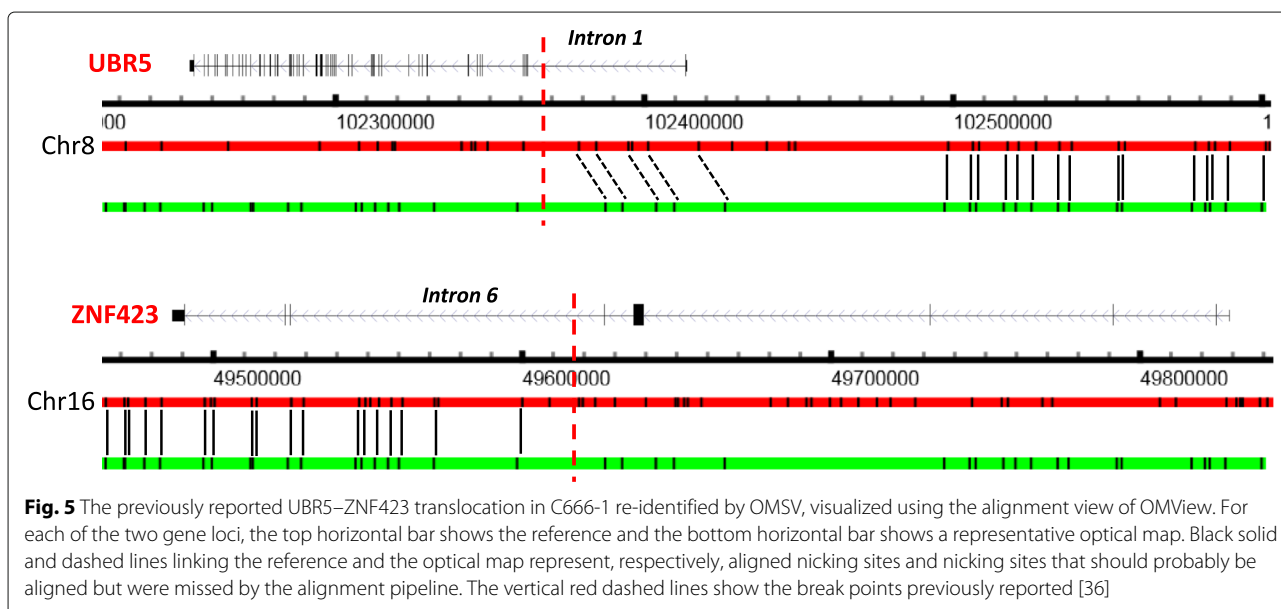 Intron 1
UBR5
00 102300000 102400000 102500000 1
Chr8
Intron 6
ZNF423
49500000 49600000 49700000 49800000
Chr16
Fig. 5 The previously reported UBR5–ZNF423 translocation in C666-1 re-identified by OMSV, visualized using the alignment view of OMView. For
each of the two gene loci, the top horizontal bar shows the reference and the bottom horizontal bar shows a representative optical map. Black solid
and dashed lines linking the reference and the optical map represent, respectively, aligned nicking sites and nicking sites that should probably be
aligned but were missed by the alignment pipeline. The vertical red dashed lines show the break points previously reported [36]